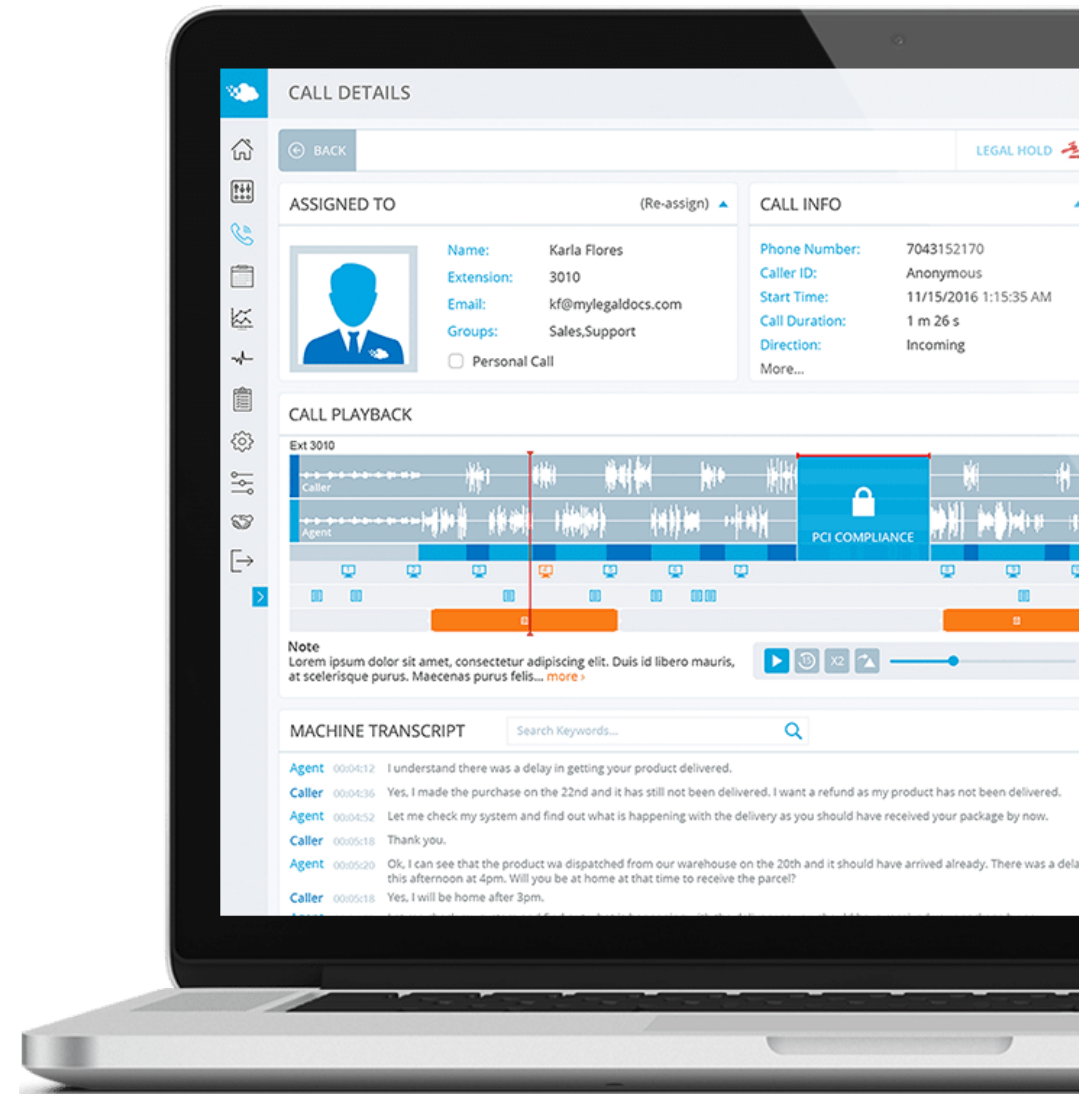 CALL DETAILS
BACK
LEGAL HOLD
ASSIGNED TO
(Re-assign)
Name: Karla Flores
Extension: 3010
Email: kf@mylegaldocs.com
Groups: Sales,Support
Personal Call
CALL INFO
Phone Number: 7043152170
Caller ID: Anonymous
Start Time: 11/15/2016 1:15:35 AM
Call Duration: 1 m 26 s
Direction: Incoming
More...
CALL PLAYBACK
Ext 3010
Caller
Agent
PCI COMPLIANCE
Note
Lorem ipsum dolor sit amet, consectetur adipiscing elit. Duis id libero mauris,
at scelerisque purus. Maecenas purus felis... more ›
15
X2
MACHINE TRANSCRIPT
Search Keywords...
Agent 00:04:12 I understand there was a delay in getting your product delivered.
Caller 00:04:36 Yes, I made the purchase on the 22nd and it has still not been delivered. I want a refund as my product has not been delivered.
Agent 00:04:52 Let me check my system and find out what is happening with the delivery as you should have received your package by now.
Caller 00:05:18 Thank you.
Agent 00:05:20 Ok, I can see that the product wa dispatched from our warehouse on the 20th and it should have arrived already. There was a dela
this afternoon at 4pm. Will you be at home at that time to receive the parcel?
Caller 00:05:18 Yes, I will be home after 3pm.